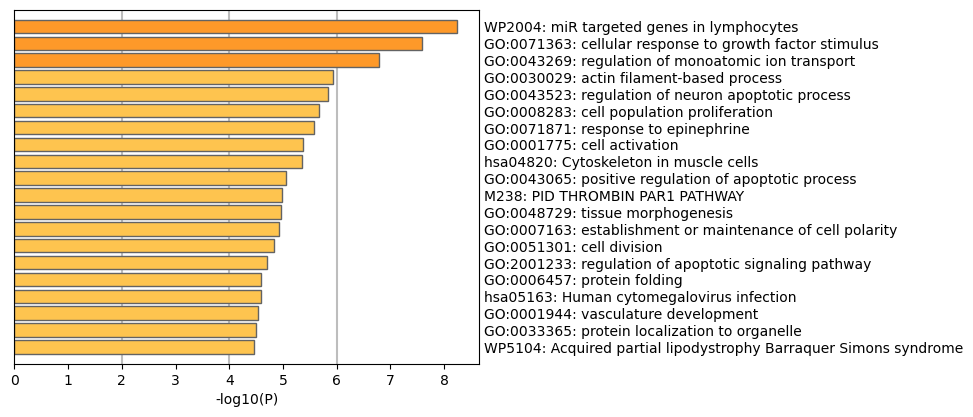 WP2004: miR targeted genes in lymphocytes
GO:0071363: cellular response to growth factor stimulus
GO:0043269: regulation of monoatomic ion transport
GO:0030029: actin filament-based process
GO:0043523: regulation of neuron apoptotic process
GO:0008283: cell population proliferation
GO:0071871: response to epinephrine
GO:0001775: cell activation
hsa04820: Cytoskeleton in muscle cells
GO:0043065: positive regulation of apoptotic process
M238: PID THROMBIN PAR1 PATHWAY
GO:0048729: tissue morphogenesis
GO:0007163: establishment or maintenance of cell polarity
GO:0051301: cell division
GO:2001233: regulation of apoptotic signaling pathway
GO:0006457: protein folding
hsa05163: Human cytomegalovirus infection
GO:0001944: vasculature development
GO:0033365: protein localization to organelle
WP5104: Acquired partial lipodystrophy Barraquer Simons syndrome
0 1 2 3 4 5 6 7 8
-log10(P)